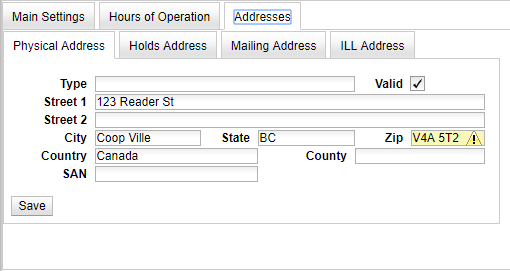 Main Settings Hours of Operation Addresses
Physical Address Holds Address Mailing Address ILL Address
Type Valid
Street 1 123 Reader St
Street 2
City Coop Ville State BC Zip V4A 5T2
Country Canada County
SAN
Save